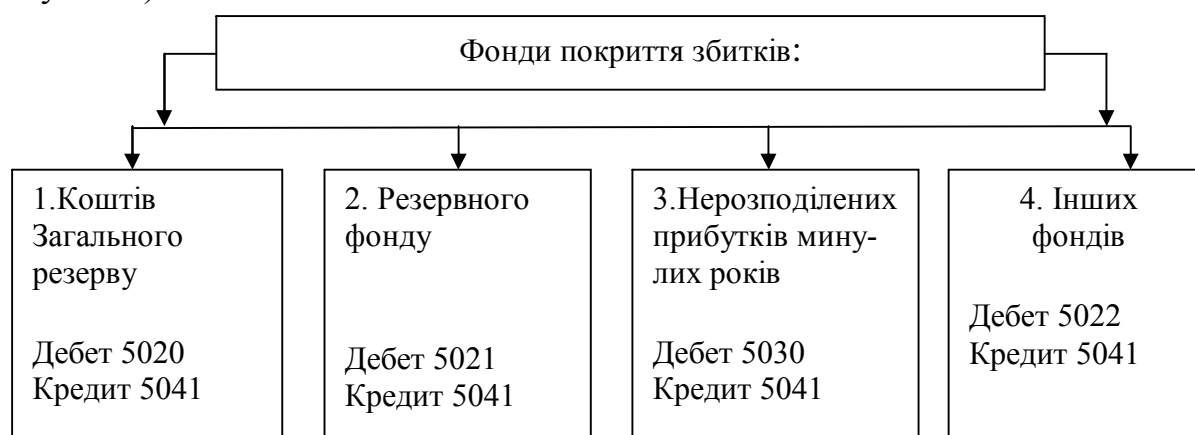 Фонди покриття збитків:
1.Коштів
Загального
резерву
Дебет 5020
Кредит 5041
2. Резервного
фонду
Дебет 5021
Кредит 5041
3.Нерозподілених
прибутків мину-
лих років
Дебет 5030
Кредит 5041
4. Інших
фондів
Дебет 5022
Кредит 5041